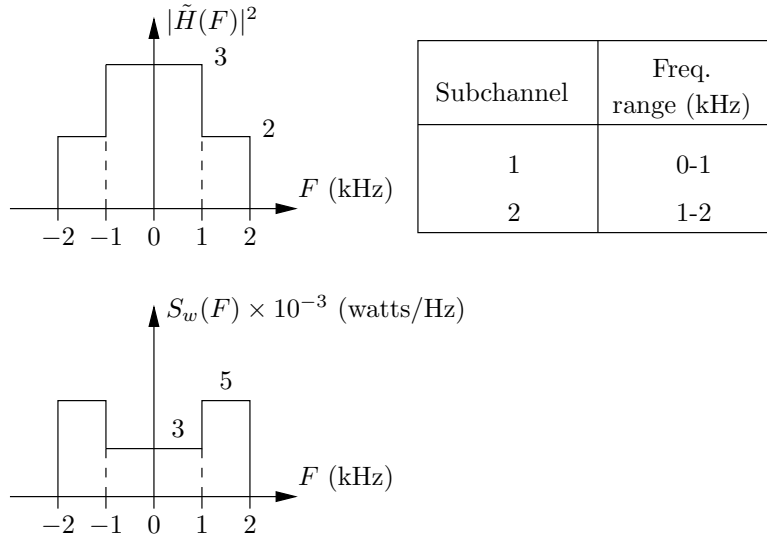 |H̃(F)|²
3
2
F (kHz)
−2 −1 0 1 2
Subchannel
Freq.
range (kHz)
1 0-1
2 1-2
S_w(F) × 10⁻³ (watts/Hz)
5
3
F (kHz)
−2 −1 0 1 2